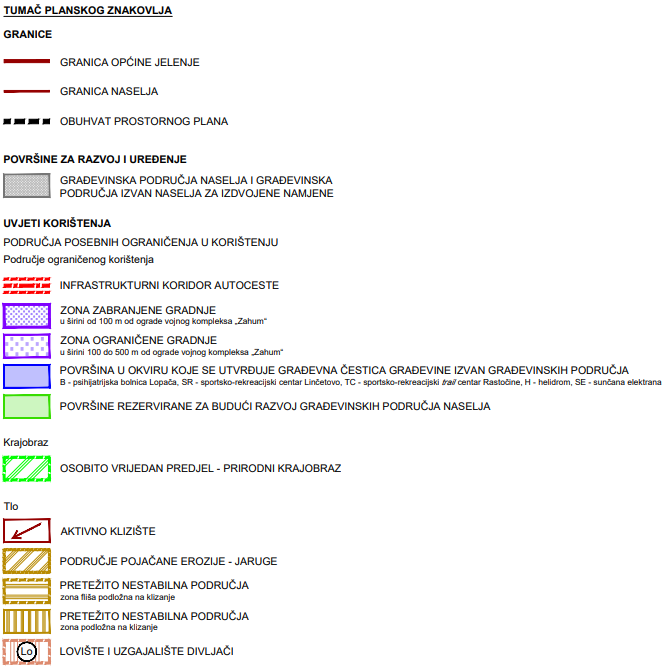 TUMAČ PLANSKOG ZNAKOVLJA
GRANICE
GRANICA OPĆINE JELENJE
GRANICA NASELJA
OBUHVAT PROSTORNOG PLANA
POVRŠINE ZA RAZVOJ I UREĐENJE
GRAĐEVINSKA PODRUČJA NASELJA I GRAĐEVINSKA
PODRUČJA IZVAN NASELJA ZA IZDVOJENE NAMJENE
UVJETI KORIŠTENJA
PODRUČJA POSEBNIH OGRANIČENJA U KORIŠTENJU
Područje ograničenog korištenja
INFRASTRUKTURNI KORIDOR AUTOCESTE
ZONA ZABRANJENE GRADNJE
u širini od 100 m od ograde vojnog kompleksa „Zahum“
ZONA OGRANIČENE GRADNJE
u širini 100 do 500 m od ograde vojnog kompleksa „Zahum“
POVRŠINA U OKVIRU KOJE SE UTVRĐUJE GRAĐEVNA ČESTICA GRAĐEVINE IZVAN GRAĐEVINSKIH PODRUČJA
B - psihijatrijska bolnica Lopača, SR - sportsko-rekreacijski centar Linčetovo, TC - sportsko-rekreacijski trail centar Rastočine, H - helidrom, SE - sunčana elektrana
POVRŠINE REZERVIRANE ZA BUDUĆI RAZVOJ GRAĐEVINSKIH PODRUČJA NASELJA
Krajobraz
OSOBITO VRIJEDAN PREDJEL - PRIRODNI KRAJOBRAZ
Tlo
AKTIVNO KLIZIŠTE
PODRUČJE POJAČANE EROZIJE - JARUGE
PRETEŽITO NESTABILNA PODRUČJA
zona fliša podložna na klizanje
PRETEŽITO NESTABILNA PODRUČJA
zona podložna na klizanje
Lo LOVIŠTE I UZGAJALIŠTE DIVLJAČI